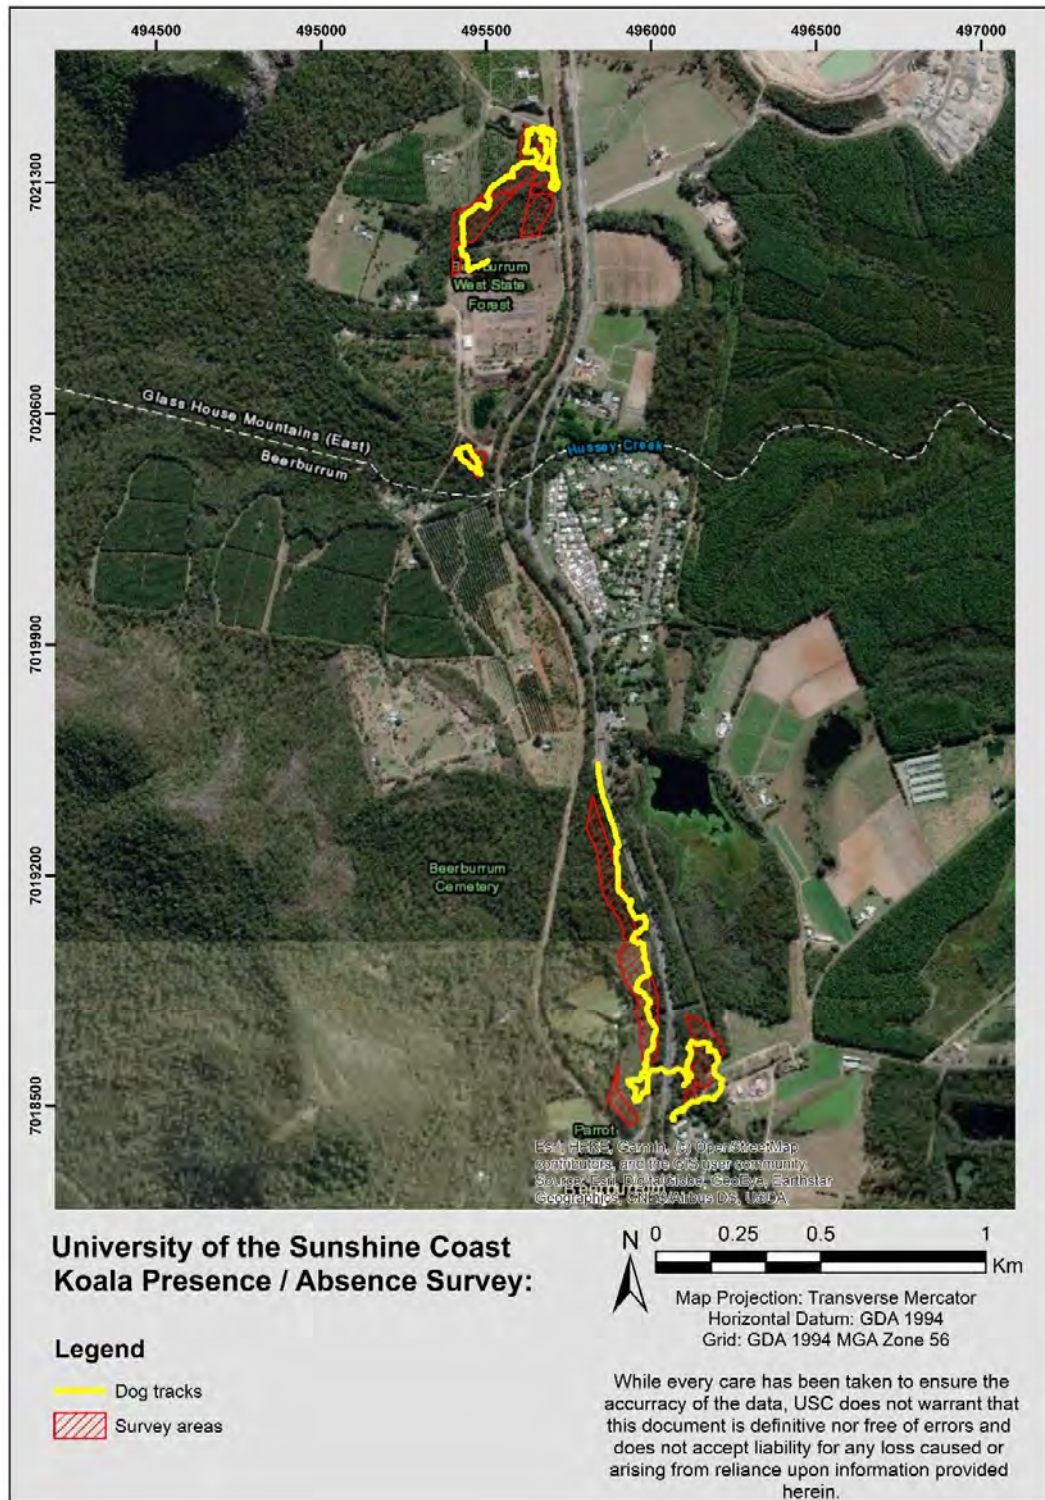 494500 495000 495500 496000 496500 497000
7021300
Beerburrum
West State
Forest
7020600
Glass House Mountains (East)
Beerburrum
Hussey Creek
7019900
7019200
Beerburrum
Cemetery
7018500
Parrot
Esri, HERE, Garmin, (c) OpenStreetMap
contributors, and the GIS user community
Source: Esri, DigitalGlobe, GeoEye, Earthstar
Geographics, CNES/Airbus DS, USDA,
University of the Sunshine Coast
Koala Presence / Absence Survey:
Legend
Dog tracks
Survey areas
N
0 0.25 0.5 1
Km
Map Projection: Transverse Mercator
Horizontal Datum: GDA 1994
Grid: GDA 1994 MGA Zone 56
While every care has been taken to ensure the
accurracy of the data, USC does not warrant that
this document is definitive nor free of errors and
does not accept liability for any loss caused or
arising from reliance upon information provided
herein.